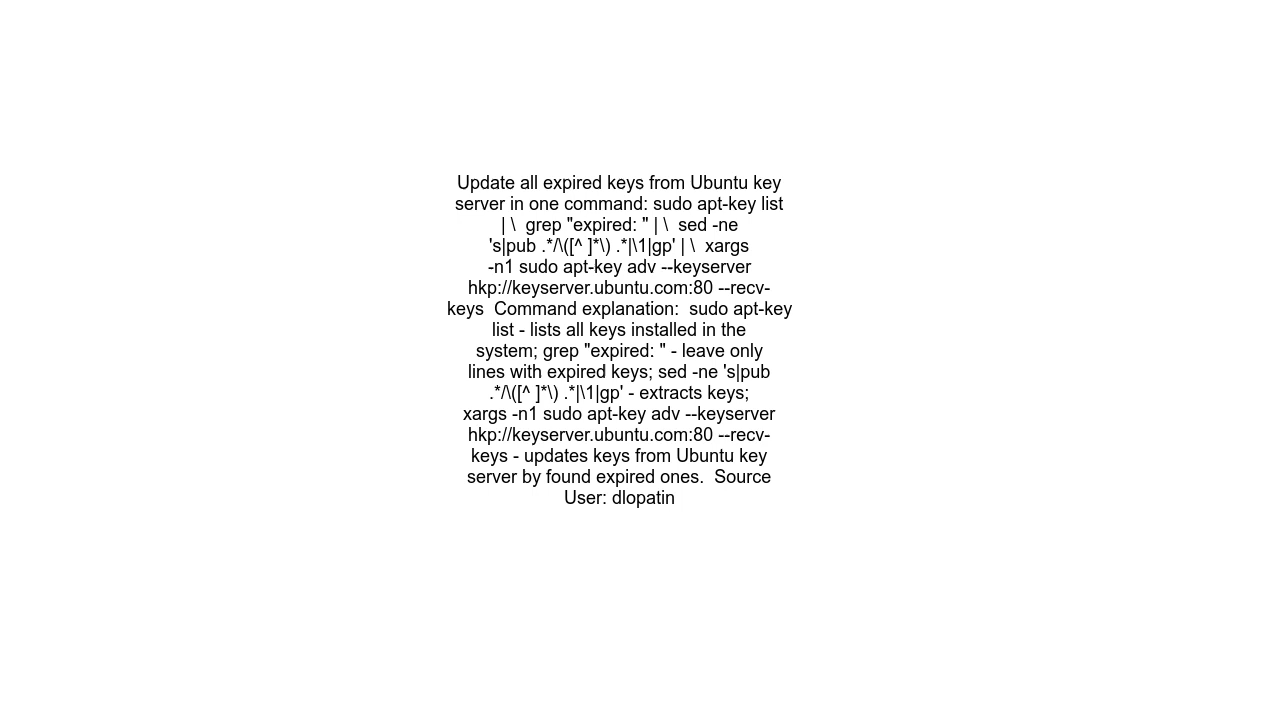 Update all expired keys from Ubuntu key
server in one command: sudo apt-key list
| \  grep "expired: " | \  sed -ne
's|pub .*/\([^ ]*\) .*|\1|gp' | \  xargs
-n1 sudo apt-key adv --keyserver
hkp://keyserver.ubuntu.com:80 --recv-
keys  Command explanation:  sudo apt-key
list - lists all keys installed in the
system; grep "expired: " - leave only
lines with expired keys; sed -ne 's|pub
.*/\([^ ]*\) .*|\1|gp' - extracts keys;
xargs -n1 sudo apt-key adv --keyserver
hkp://keyserver.ubuntu.com:80 --recv-
keys - updates keys from Ubuntu key
server by found expired ones.  Source
User: dlopatin